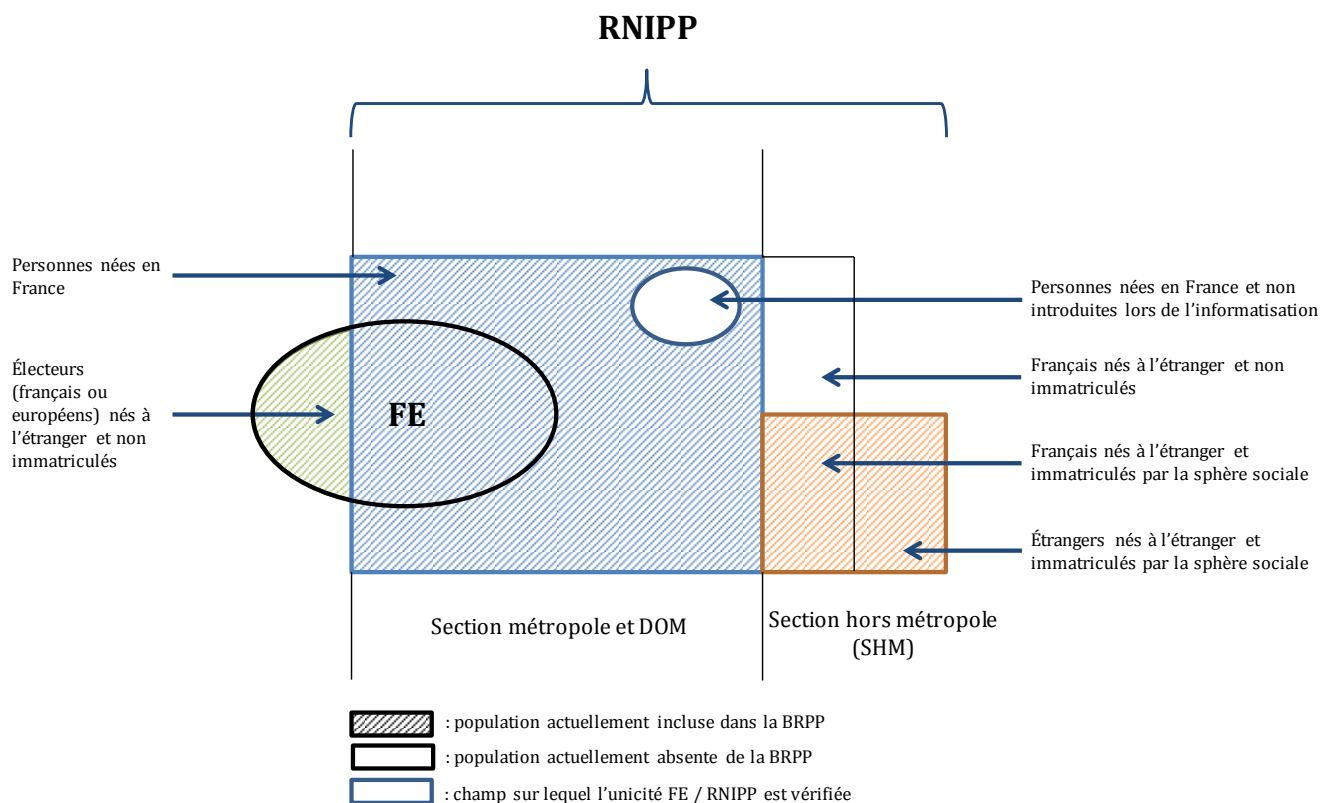 RNIPP
Personnes nées en
France
Électeurs
(français ou
européens) nés à
l'étranger et non
immatriculés
FE
Personnes nées en France et non
introduites lors de l'informatisation
Français nés à l'étranger et non
immatriculés
Français nés à l'étranger et
immatriculés par la sphère sociale
Étrangers nés à l'étranger et
immatriculés par la sphère sociale
Section métropole et DOM
Section hors métropole
(SHM)
: population actuellement incluse dans la BRPP
: population actuellement absente de la BRPP
: champ sur lequel l'unicité FE / RNIPP est vérifiée